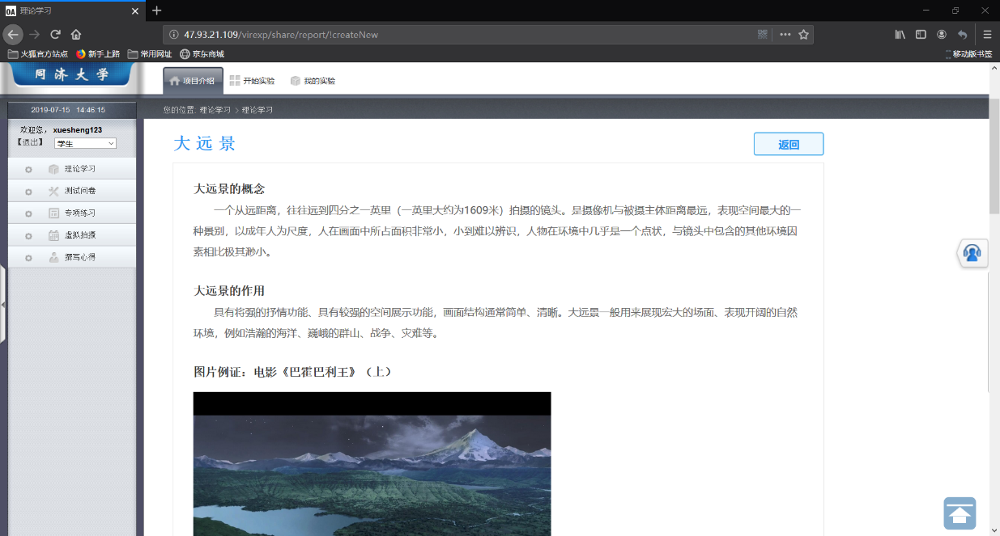 OA 理论学习
47.93.21.109/virexp/share/report/!createNew
火狐官方站点 新手上路 常用网址 京东商城 移动版书签
同济大学
项目介绍 开始实验 我的实验
2019-07-15 14:46:15
您的位置: 理论学习 > 理论学习
欢迎您, xuesheng123
【退出】 学生
理论学习
测试问卷
专项练习
虚拟拍摄
撰写心得
大远景
返回
大远景的概念
一个从远距离，往往远到四分之一英里（一英里大约为1609米）拍摄的镜头。是摄像机与被摄主体距离最远，表现空间最大的一
种景别，以成年人为尺度，人在画面中所占面积非常小，小到难以辨识，人物在环境中几乎是一个点状，与镜头中包含的其他环境因
素相比极其渺小。
大远景的作用
具有将强的抒情功能、具有较强的空间展示功能，画面结构通常简单、清晰。大远景一般用来展现宏大的场面、表现开阔的自然
环境，例如浩瀚的海洋、巍峨的群山、战争、灾难等。
图片例证：电影《巴霍巴利王》（上）